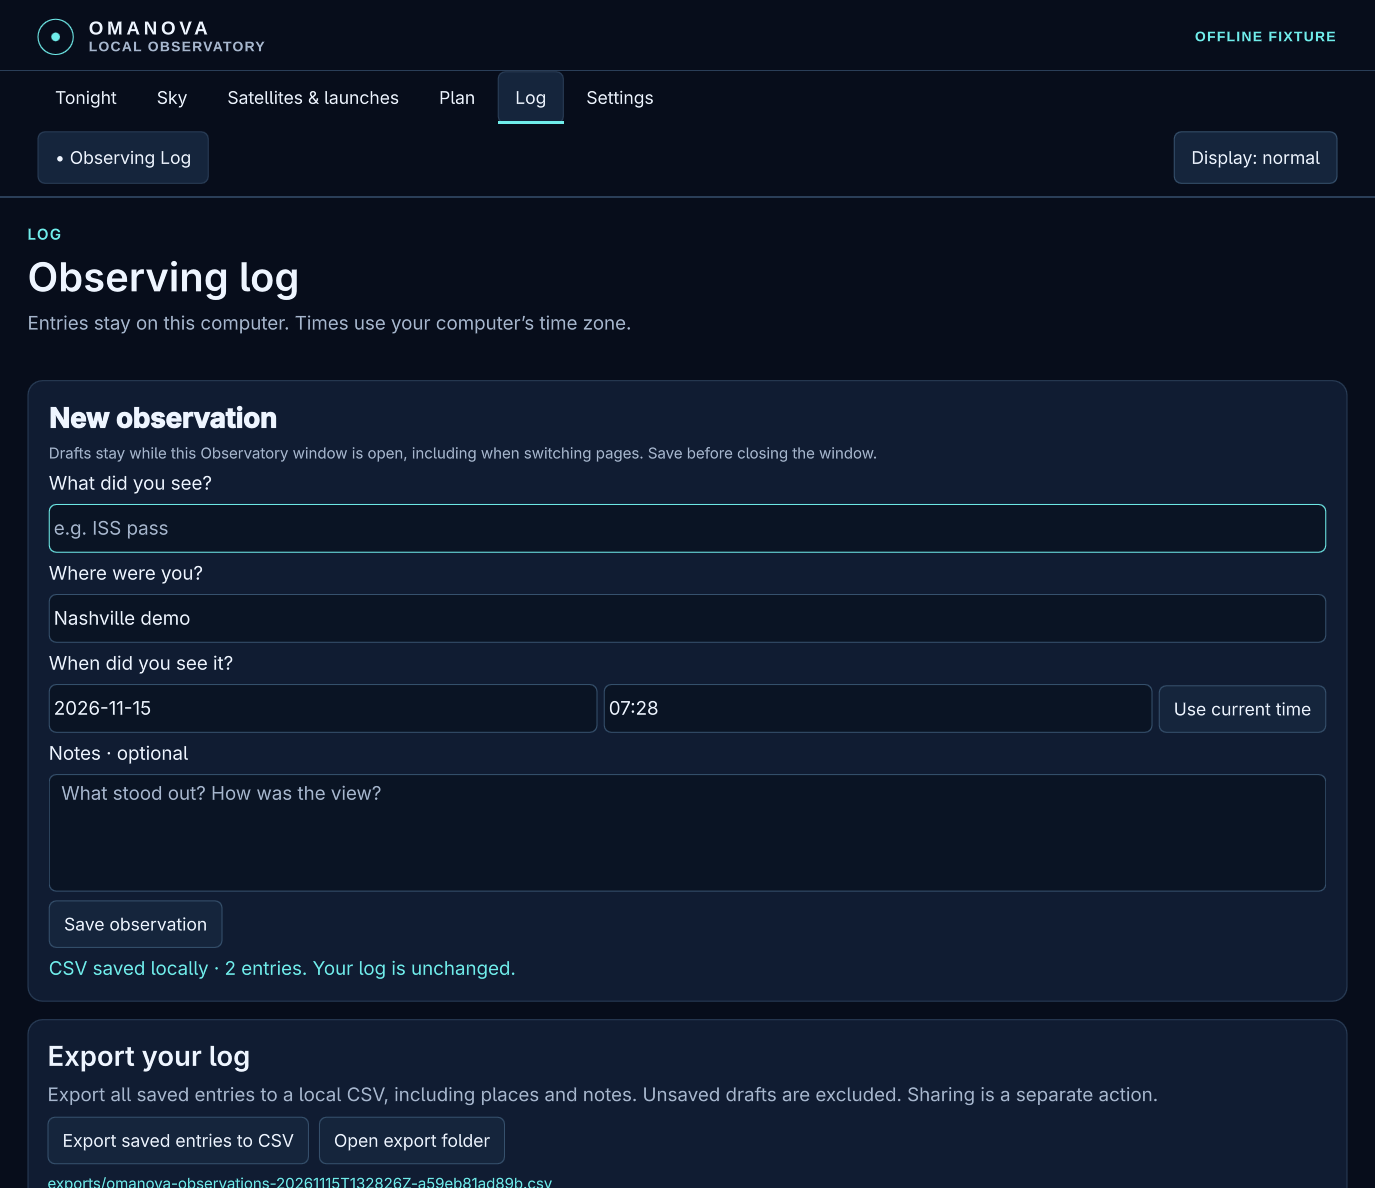 OMANOVA
LOCAL OBSERVATORY
OFFLINE FIXTURE
Tonight Sky Satellites & launches Plan Log Settings
• Observing Log
Display: normal
LOG
Observing log
Entries stay on this computer. Times use your computer’s time zone.
New observation
Drafts stay while this Observatory window is open, including when switching pages. Save before closing the window.
What did you see?
e.g. ISS pass
Where were you?
Nashville demo
When did you see it?
2026-11-15 07:28 Use current time
Notes · optional
What stood out? How was the view?
Save observation
CSV saved locally · 2 entries. Your log is unchanged.
Export your log
Export all saved entries to a local CSV, including places and notes. Unsaved drafts are excluded. Sharing is a separate action.
Export saved entries to CSV Open export folder
exports/omanova-observations-20261115T132826Z-a59eb81ad89b.csv